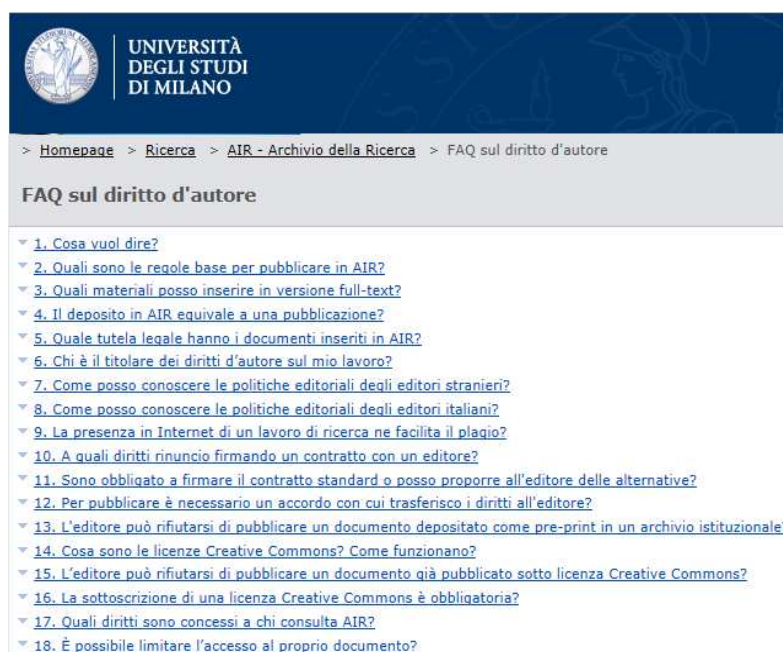 UNIVERSITÀ
DEGLI STUDI
DI MILANO
> Homepage > Ricerca > AIR - Archivio della Ricerca > FAQ sul diritto d'autore
FAQ sul diritto d'autore
1. Cosa vuol dire?
2. Quali sono le regole base per pubblicare in AIR?
3. Quali materiali posso inserire in versione full-text?
4. Il deposito in AIR equivale a una pubblicazione?
5. Quale tutela legale hanno i documenti inseriti in AIR?
6. Chi è il titolare dei diritti d'autore sul mio lavoro?
7. Come posso conoscere le politiche editoriali degli editori stranieri?
8. Come posso conoscere le politiche editoriali degli editori italiani?
9. La presenza in Internet di un lavoro di ricerca ne facilita il plagio?
10. A quali diritti rinuncio firmando un contratto con un editore?
11. Sono obbligato a firmare il contratto standard o posso proporre all'editore delle alternative?
12. Per pubblicare è necessario un accordo con cui trasferisco i diritti all'editore?
13. L'editore può rifiutarsi di pubblicare un documento depositato come pre-print in un archivio istituzionale?
14. Cosa sono le licenze Creative Commons? Come funzionano?
15. L'editore può rifiutarsi di pubblicare un documento già pubblicato sotto licenza Creative Commons?
16. La sottoscrizione di una licenza Creative Commons è obbligatoria?
17. Quali diritti sono concessi a chi consulta AIR?
18. È possibile limitare l'accesso al proprio documento?